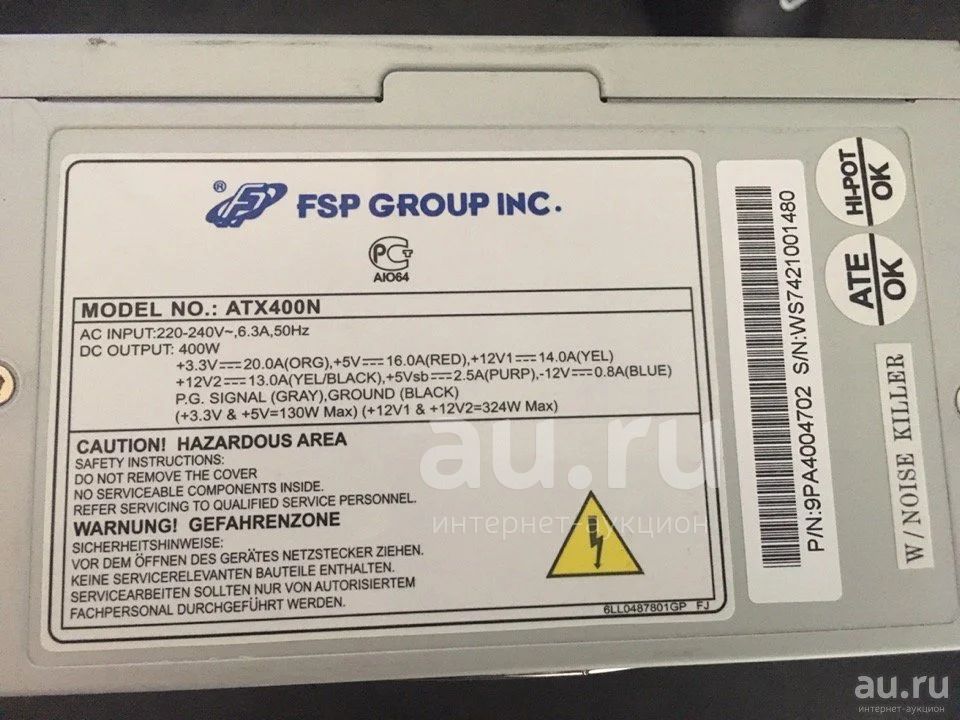 ® FSP GROUP INC.
PC
AIO64
MODEL NO.: ATX400N
AC INPUT:220-240V~,6.3A,50Hz
DC OUTPUT: 400W
+3.3V⎓20.0A(ORG),+5V⎓16.0A(RED),+12V1⎓14.0A(YEL)
+12V2⎓13.0A(YEL/BLACK),+5Vsb⎓2.5A(PURP),-12V⎓0.8A(BLUE)
P.G. SIGNAL (GRAY),GROUND (BLACK)
(+3.3V & +5V=130W Max) (+12V1 & +12V2=324W Max)
CAUTION! HAZARDOUS AREA
SAFETY INSTRUCTIONS:
DO NOT REMOVE THE COVER
NO SERVICEABLE COMPONENTS INSIDE.
REFER SERVICING TO QUALIFIED SERVICE PERSONNEL.
WARNUNG! GEFAHRENZONE
SICHERHEITSHINWEISE:
VOR DEM ÖFFNEN DES GERÄTES NETZSTECKER ZIEHEN.
KEINE SERVICERELEVANTEN BAUTEILE ENTHALTEN.
SERVICEARBEITEN SOLLTEN NUR VON AUTORISIERTEM
FACHPERSONAL DURCHGEFÜHRT WERDEN.
6LL0487801GP FJ
P/N:9PA4004702 S/N:WS7421001480
HI-POT
OK
ATE
OK
W/NOISE KILLER
au.ru
интернет-аукцион
au.ru
интернет-аукцион